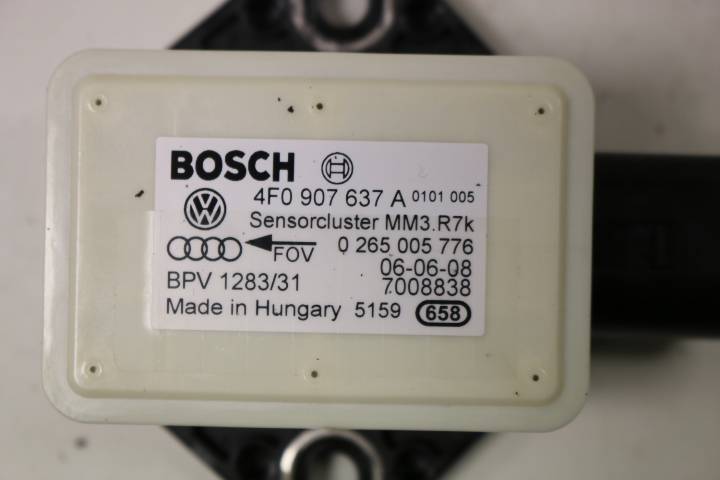 BOSCH
4F0 907 637 A 0101 005
Sensorcluster MM3.R7k
FOV 0 265 005 776
06-06-08
BPV 1283/31 7008838
Made in Hungary 5159 658